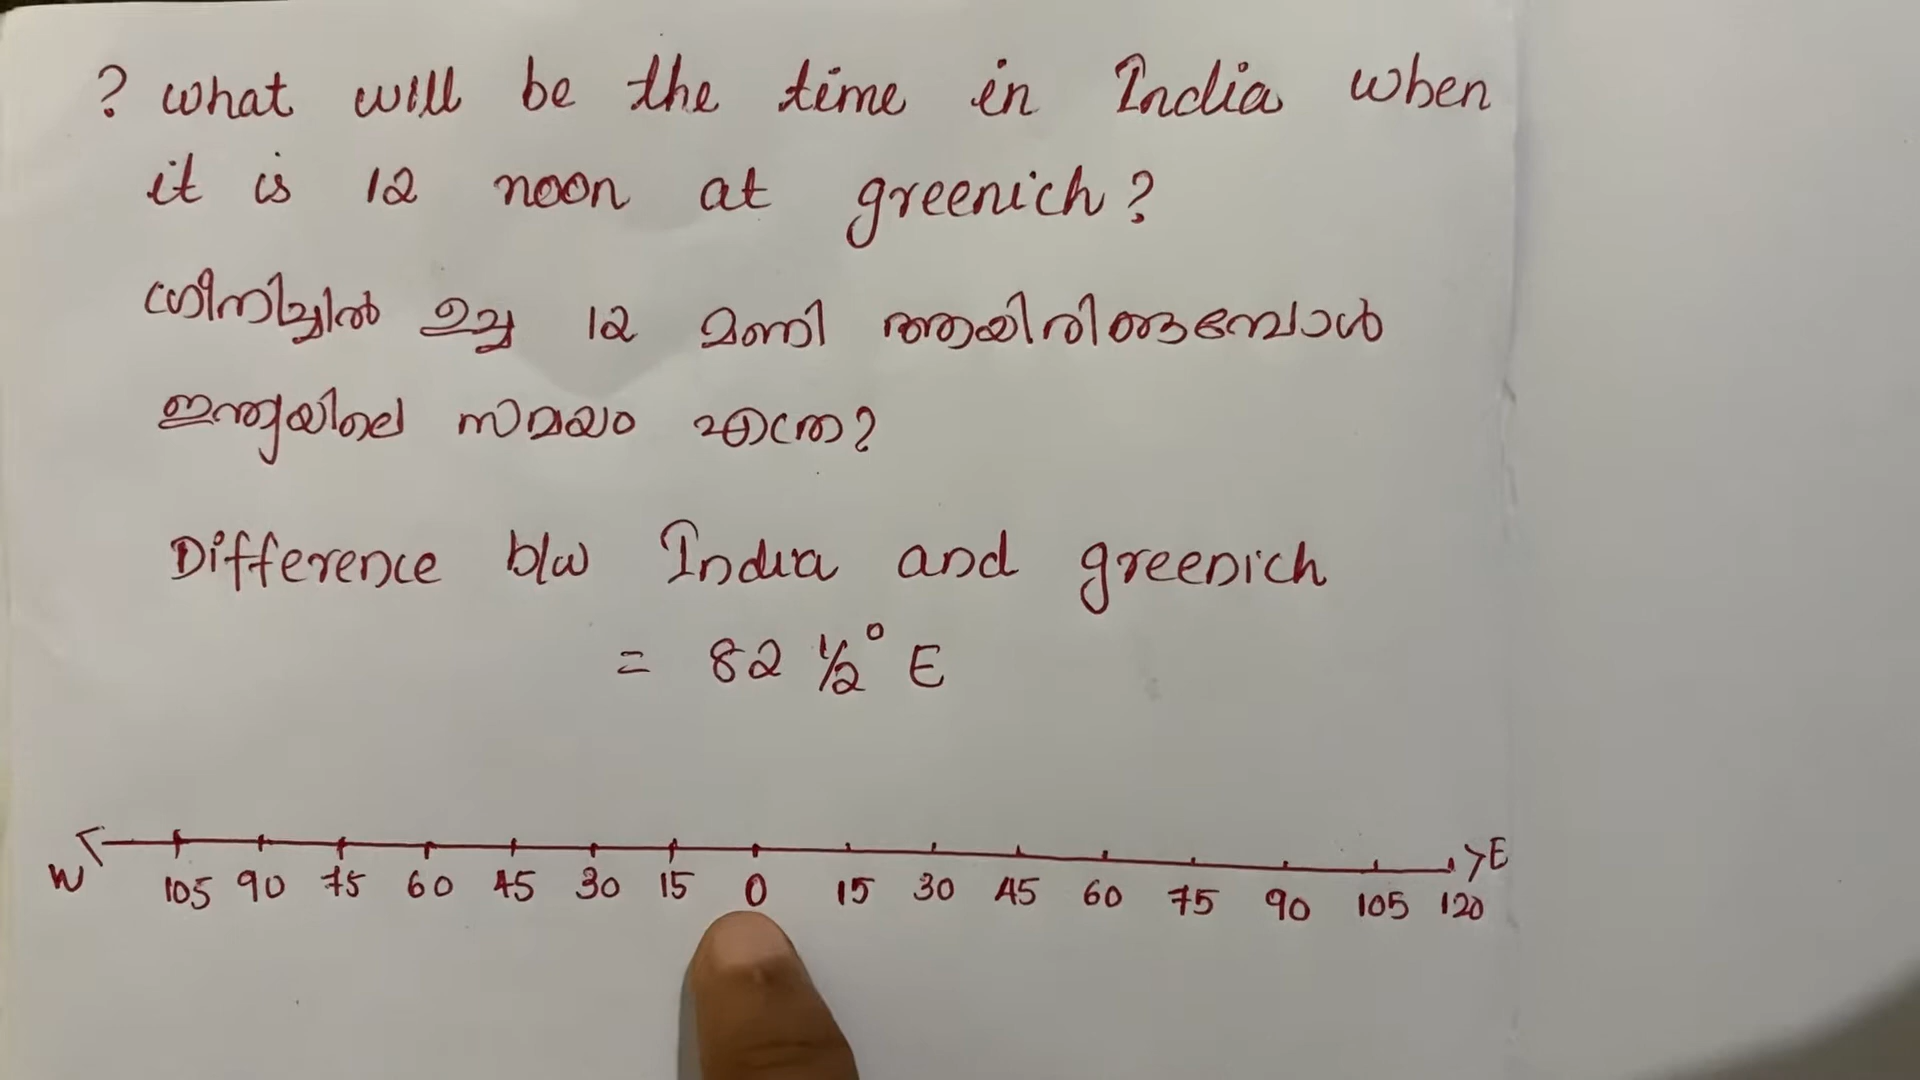 ? what will be the time in India when
it is 12 noon at greenich?
ഗ്രീനിച്ചിൽ ഉച്ച 12 മണി ആയിരിക്കുമ്പോൾ
ഇന്ത്യയിലെ സമയം എത്ര?
Difference b/w India and greenich
= 82 1/2° E
W 105 90 75 60 45 30 15 0 15 30 45 60 75 90 105 120 E